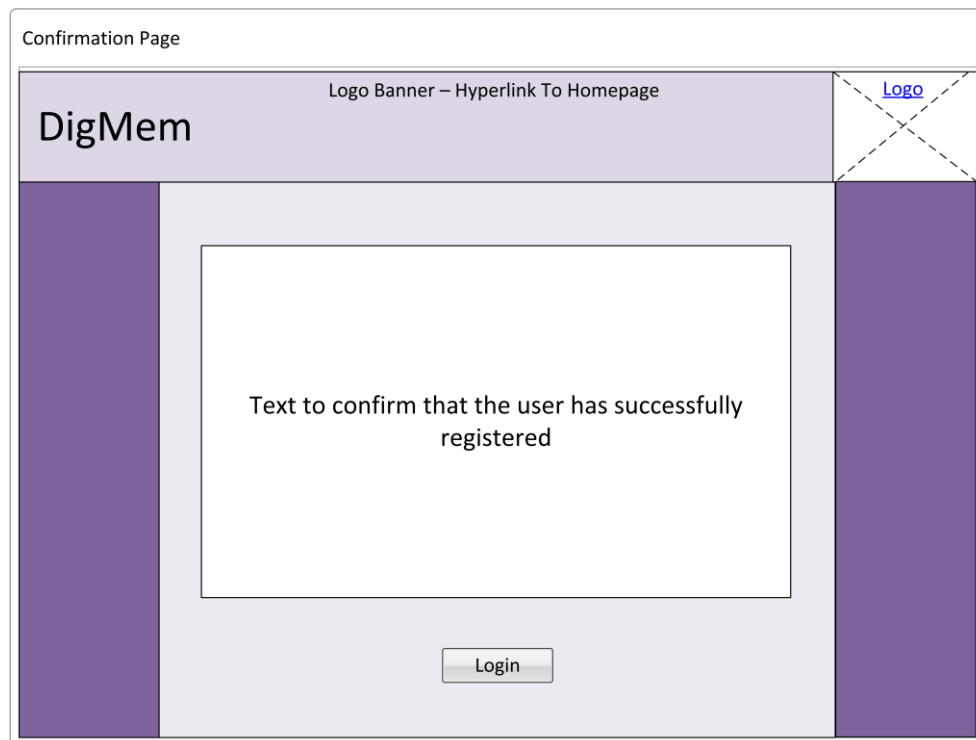 Confirmation Page
Logo Banner – Hyperlink To Homepage
Logo
DigMem
Text to confirm that the user has successfully
registered
Login